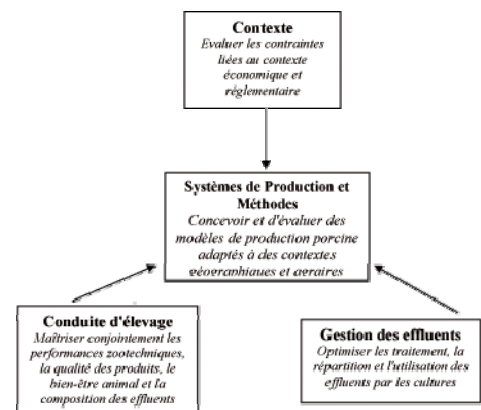 Contexte
Evaluer les contraintes
liées au contexte
économique et
réglementaire
Systèmes de Production et
Méthodes
Concevoir et d'évaluer des
modèles de production porcine
adaptés à des contextes
géographiques et agraires
Conduite d'élevage
Maîtriser conjointement les
performances zootechniques,
la qualité des produits, le
bien-être animal et la
composition des effluents
Gestion des effluents
Optimiser les traitement, la
répartition et l'utilisation des
effluents par les cultures